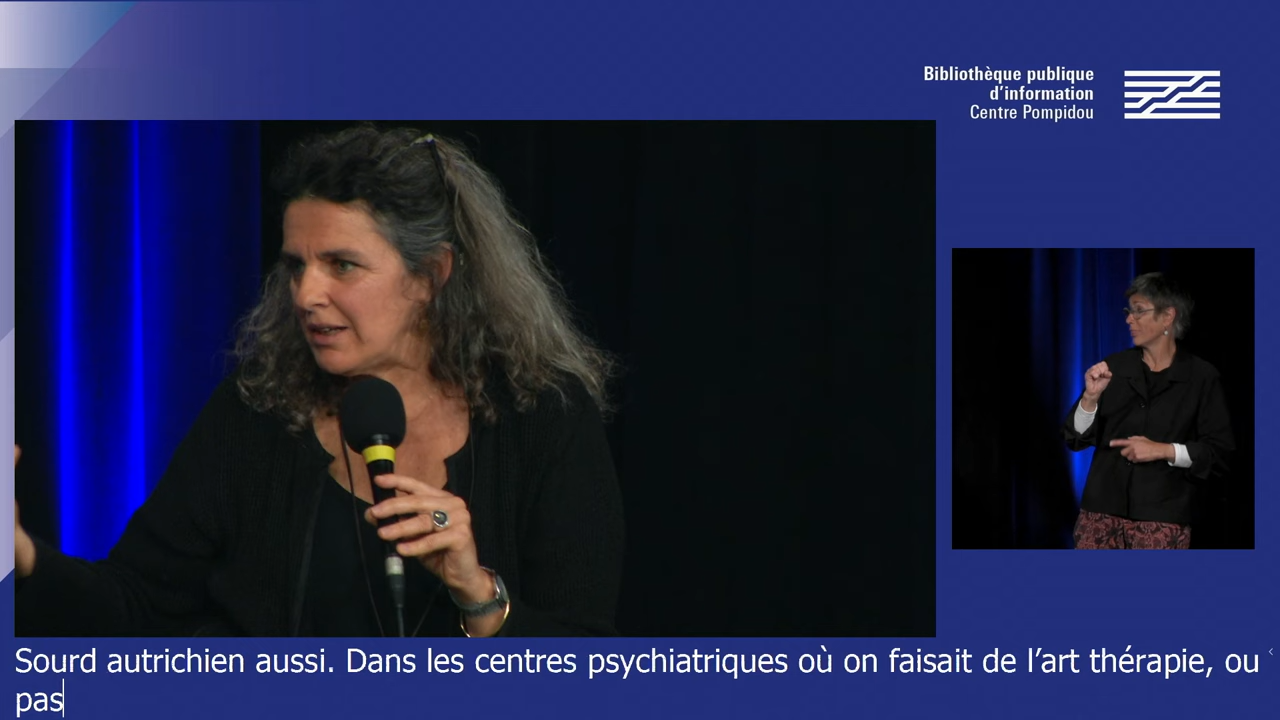 Bibliothèque publique
d’information
Centre Pompidou
Sourd autrichien aussi. Dans les centres psychiatriques où on faisait de l’art thérapie, ou
pas